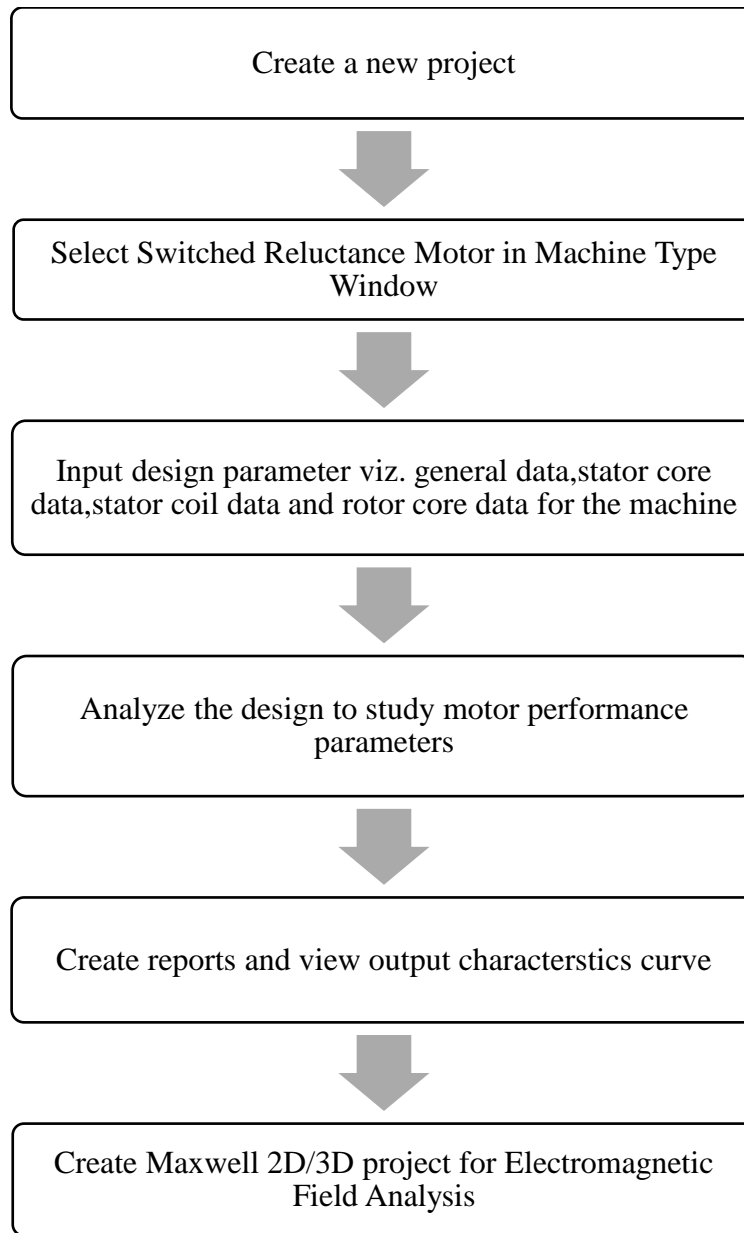 Create a new project
Select Switched Reluctance Motor in Machine Type
Window
Input design parameter viz. general data,stator core
data,stator coil data and rotor core data for the machine
Analyze the design to study motor performance
parameters
Create reports and view output characterstics curve
Create Maxwell 2D/3D project for Electromagnetic
Field Analysis